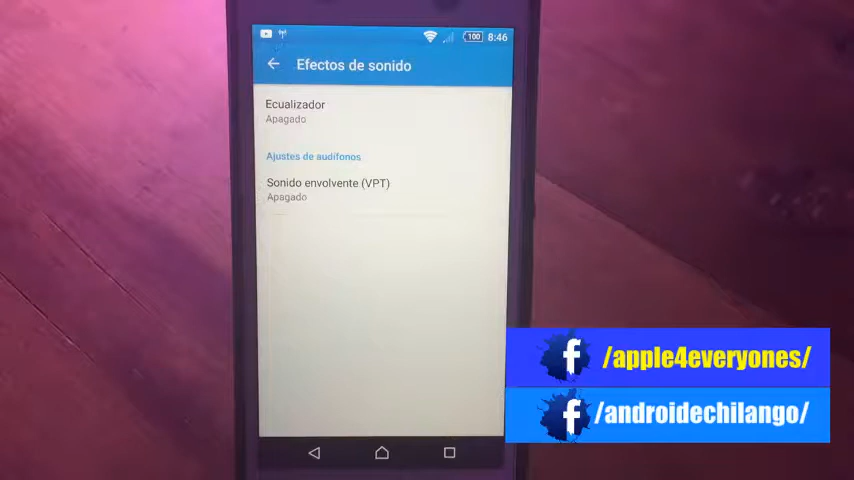 100 8:46
Efectos de sonido
Ecualizador
Apagado
Ajustes de audífonos
Sonido envolvente (VPT)
Apagado
f /apple4everyones/
f /androidechilango/